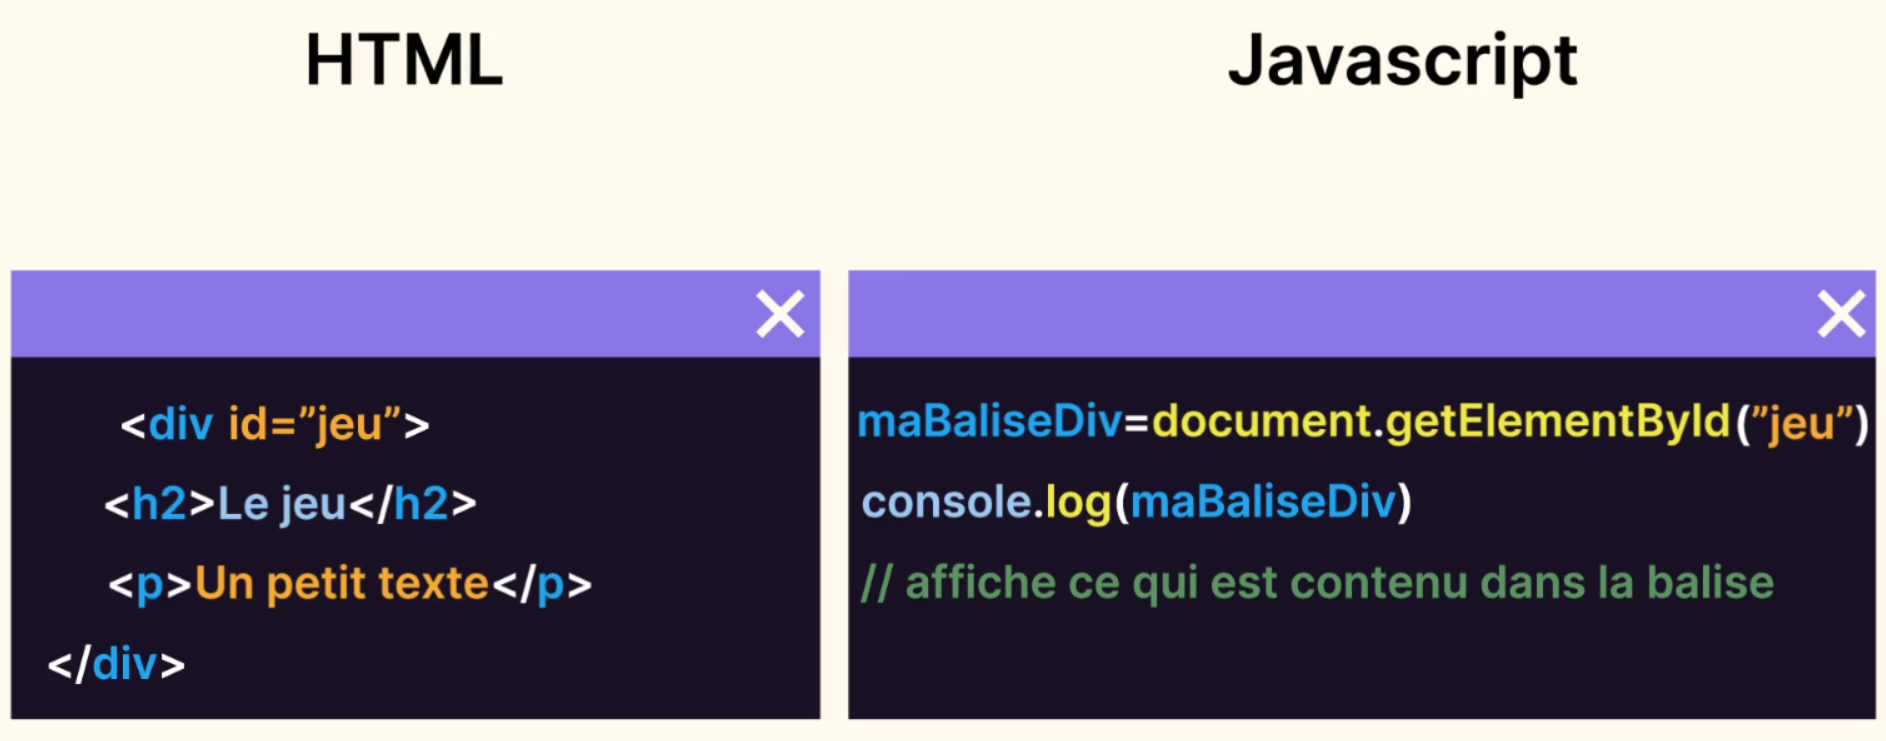 HTML
Javascript
<div id=”jeu”>
<h2>Le jeu</h2>
<p>Un petit texte</p>
</div>
maBaliseDiv=document.getElementById(”jeu”)
console.log(maBaliseDiv)
// affiche ce qui est contenu dans la balise